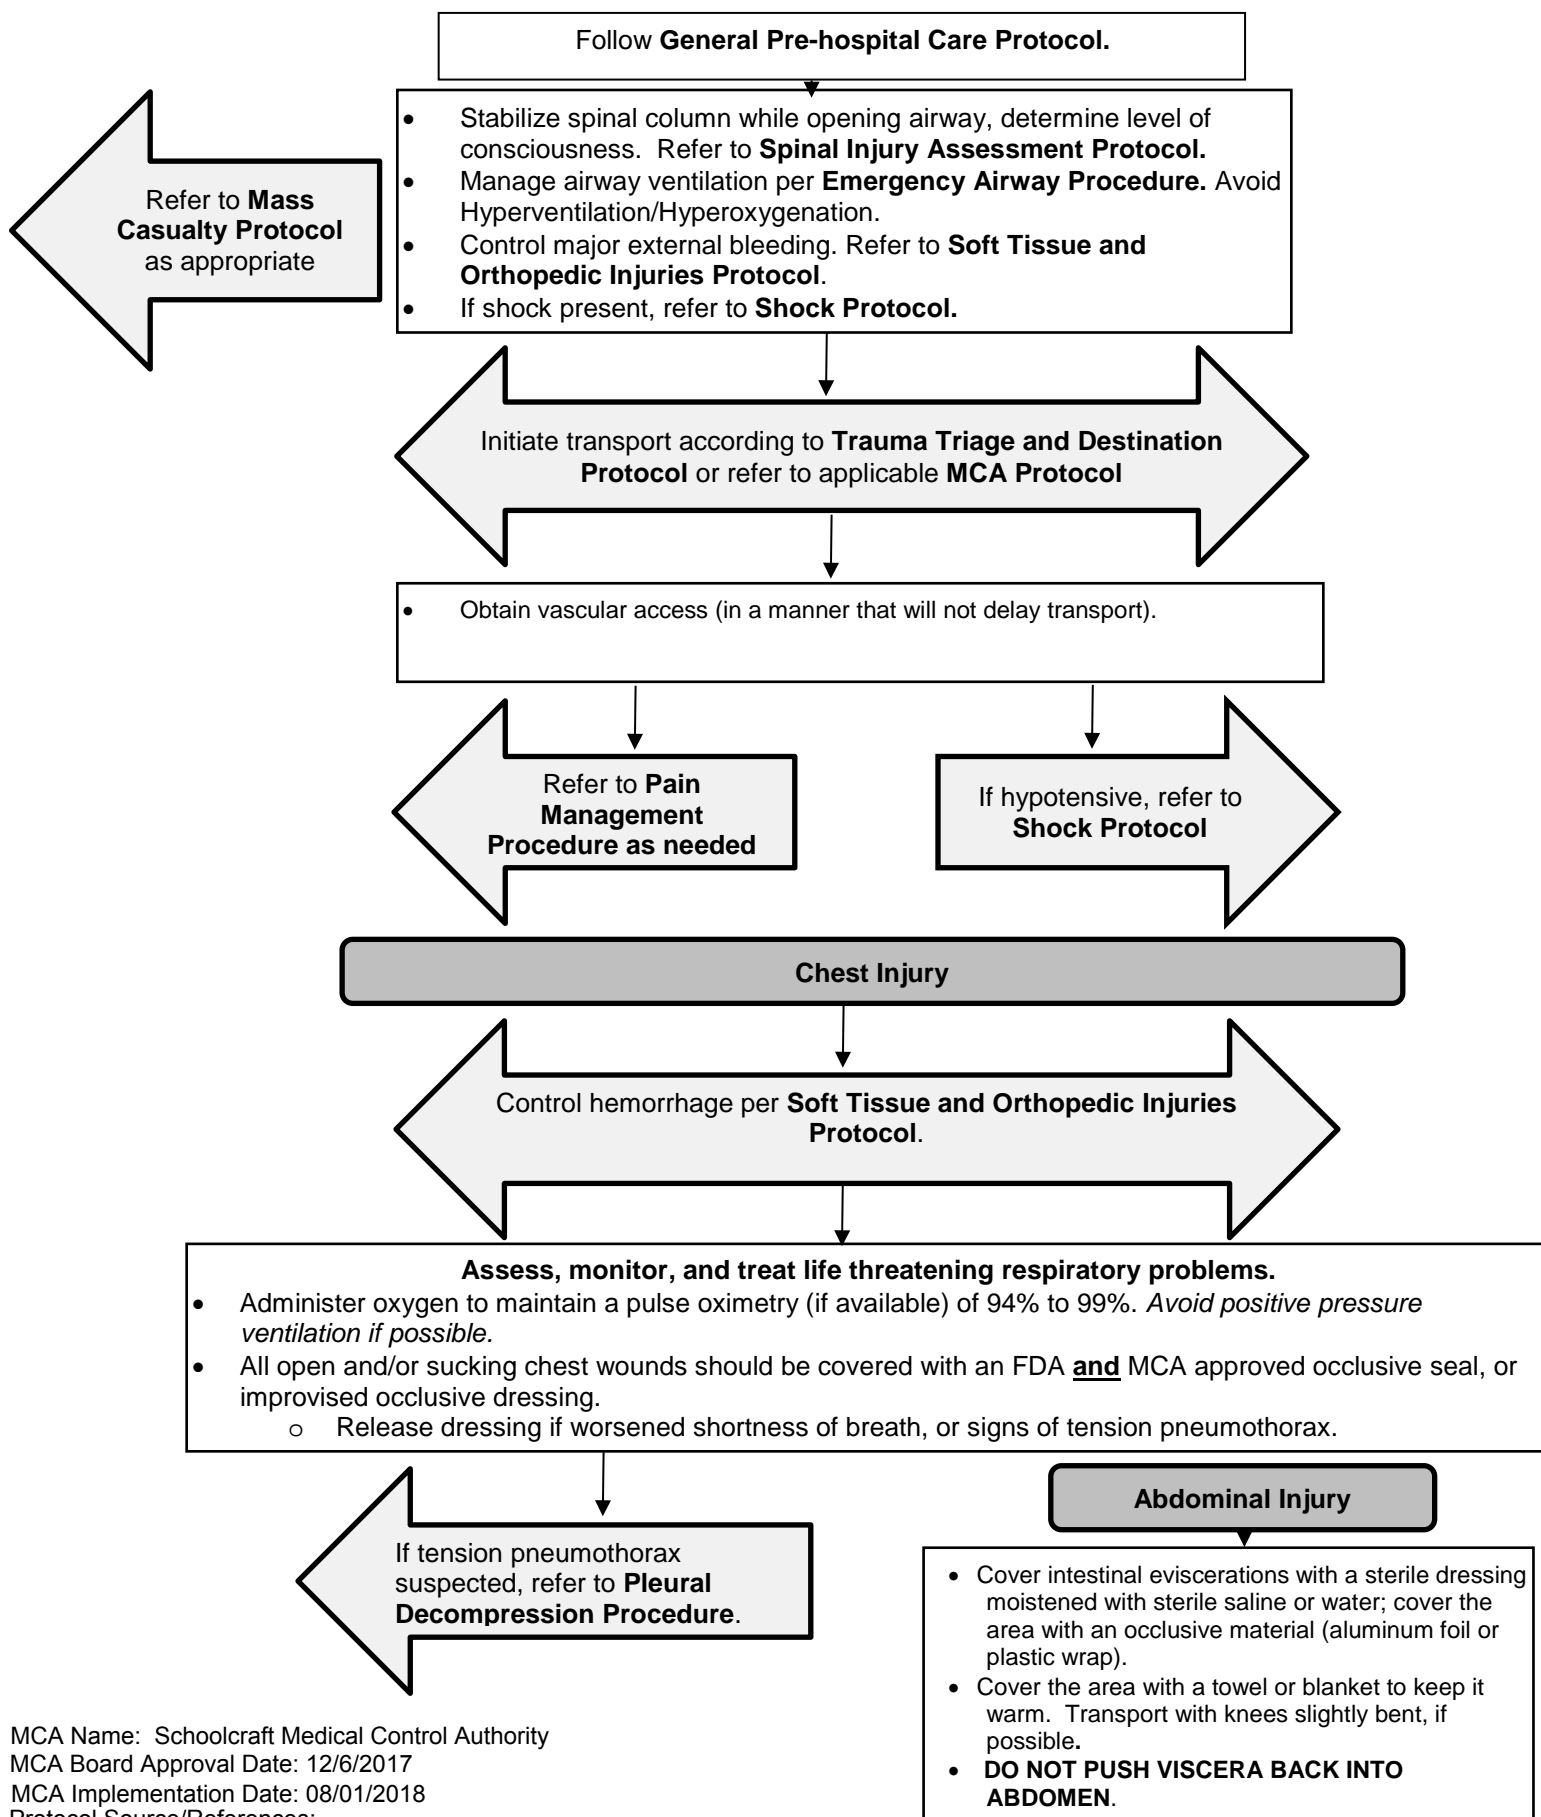 Follow General Pre-hospital Care Protocol.
• Stabilize spinal column while opening airway, determine level of
consciousness. Refer to Spinal Injury Assessment Protocol.
• Manage airway ventilation per Emergency Airway Procedure. Avoid
Hyperventilation/Hyperoxygenation.
• Control major external bleeding. Refer to Soft Tissue and
Orthopedic Injuries Protocol.
• If shock present, refer to Shock Protocol.
Refer to Mass
Casualty Protocol
as appropriate
Initiate transport according to Trauma Triage and Destination
Protocol or refer to applicable MCA Protocol
• Obtain vascular access (in a manner that will not delay transport).
Refer to Pain
Management
Procedure as needed
If hypotensive, refer to
Shock Protocol
Chest Injury
Control hemorrhage per Soft Tissue and Orthopedic Injuries
Protocol.
Assess, monitor, and treat life threatening respiratory problems.
• Administer oxygen to maintain a pulse oximetry (if available) of 94% to 99%. Avoid positive pressure
ventilation if possible.
• All open and/or sucking chest wounds should be covered with an FDA and MCA approved occlusive seal, or
improvised occlusive dressing.
o Release dressing if worsened shortness of breath, or signs of tension pneumothorax.
If tension pneumothorax
suspected, refer to Pleural
Decompression Procedure.
Abdominal Injury
• Cover intestinal eviscerations with a sterile dressing
moistened with sterile saline or water; cover the
area with an occlusive material (aluminum foil or
plastic wrap).
• Cover the area with a towel or blanket to keep it
warm. Transport with knees slightly bent, if
possible.
• DO NOT PUSH VISCERA BACK INTO
ABDOMEN.
MCA Name: Schoolcraft Medical Control Authority
MCA Board Approval Date: 12/6/2017
MCA Implementation Date: 08/01/2018
Protocol Source/References: